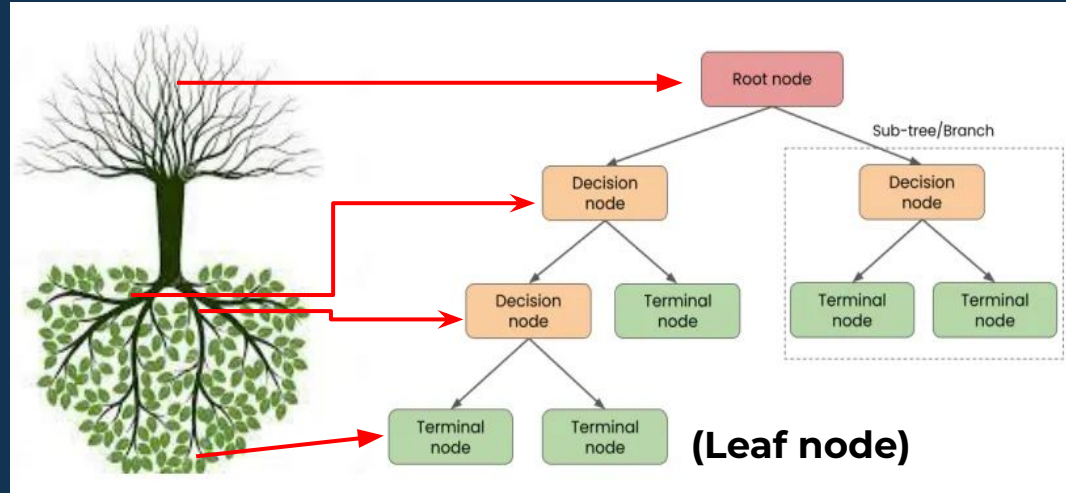 Root node
Sub-tree/Branch
Decision
node
Decision
node
Decision
node
Terminal
node
Terminal
node
Terminal
node
Terminal
node
Terminal
node
(Leaf node)